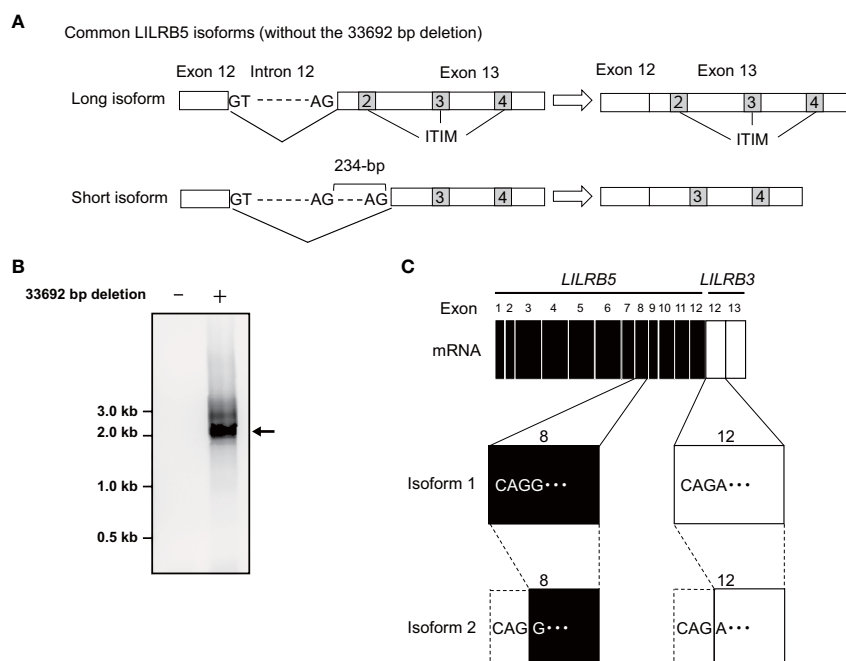 A
Common LILRB5 isoforms (without the 33692 bp deletion)
Exon 12 Intron 12 Exon 13 Exon 12 Exon 13
Long isoform GT ------ AG 2 3 4 2 3 4
ITIM ITIM
234-bp
Short isoform GT ------ AG --- AG 3 4 3 4
B
33692 bp deletion − +
3.0 kb
2.0 kb
1.0 kb
0.5 kb
C
LILRB5 LILRB3
Exon 1 2 3 4 5 6 7 8 9 10 11 12 12 13
mRNA
8 12
Isoform 1 CAGG··· CAGA···
8 12
Isoform 2 CAG G··· CAG A···